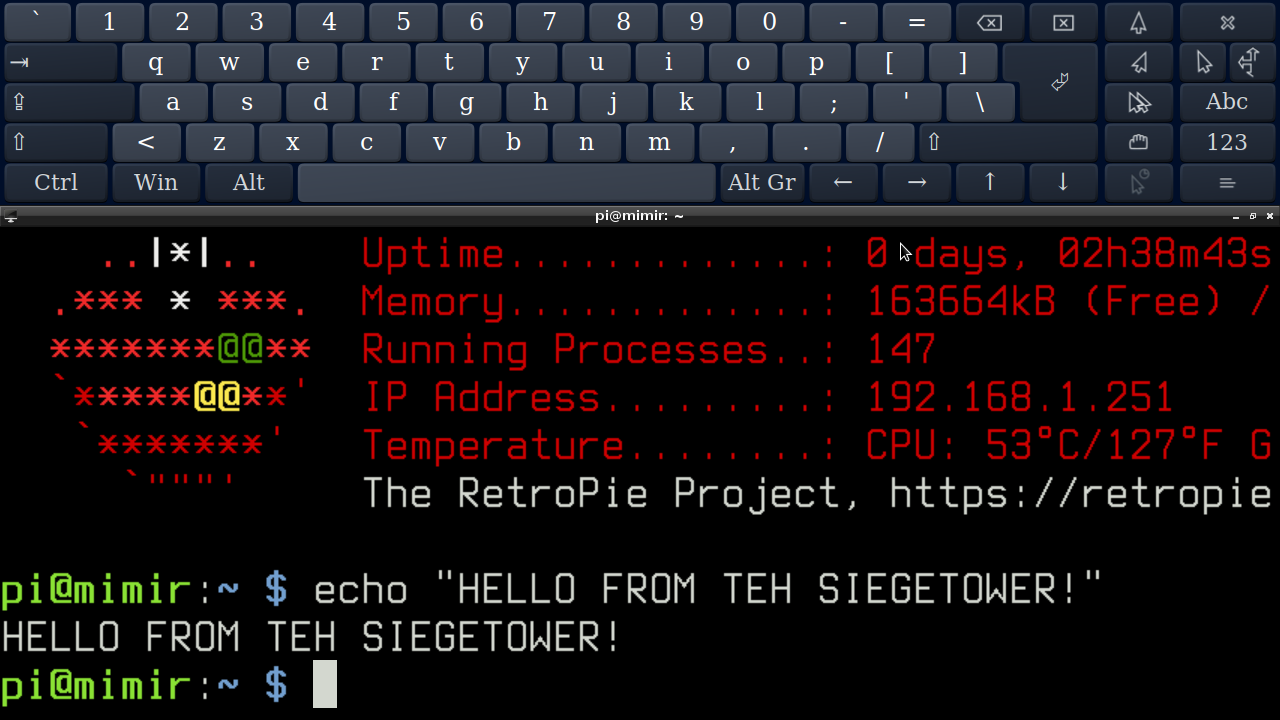 ` 1 2 3 4 5 6 7 8 9 0 - =
q w e r t y u i o p [ ]
a s d f g h j k l ; ' \ Abc
< z x c v b n m , . / 123
Ctrl Win Alt Alt Gr ← → ↑ ↓
pi@mimir: ~
..|*|.. Uptime.............: 0 days, 02h38m43s
.*** * ***. Memory.............: 163664kB (Free) /
*******@@** Running Processes..: 147
`*****@@**' IP Address.........: 192.168.1.251
`*******' Temperature........: CPU: 53°C/127°F G
`"""' The RetroPie Project, https://retropie
pi@mimir:~ $ echo "HELLO FROM TEH SIEGETOWER!"
HELLO FROM TEH SIEGETOWER!
pi@mimir:~ $